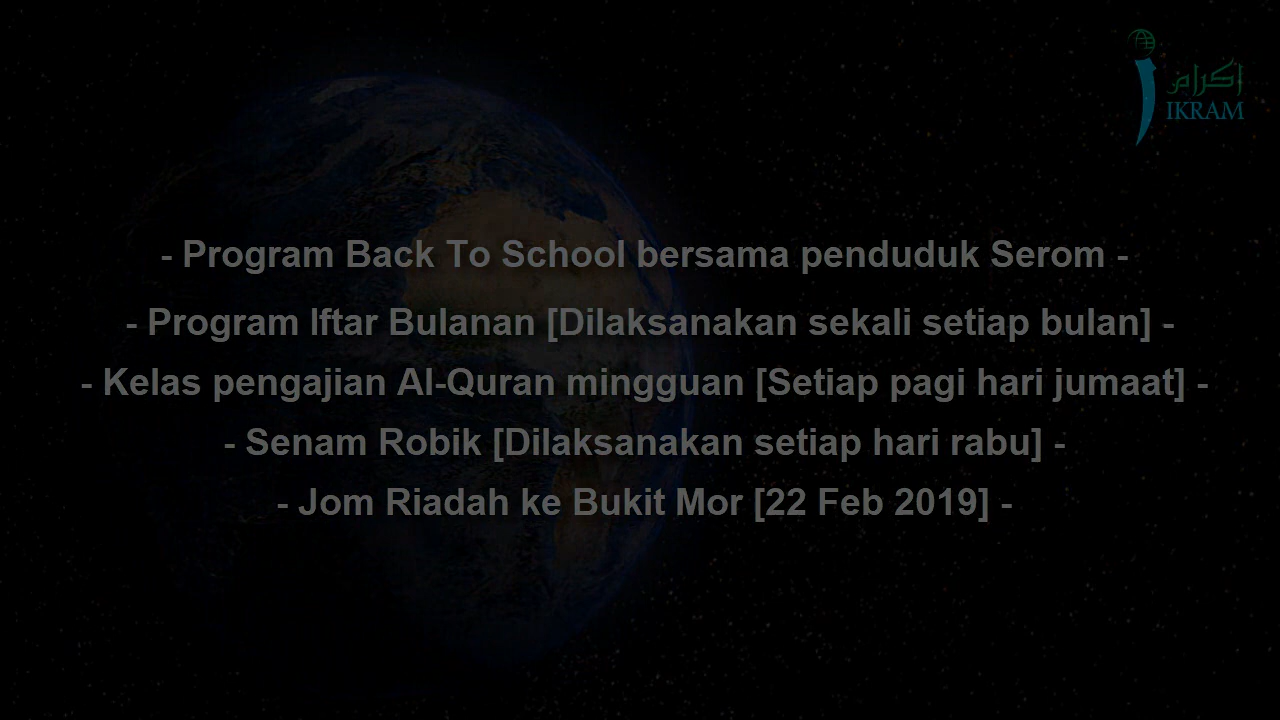 اكرام
IKRAM
- Program Back To School bersama penduduk Serom -
- Program Iftar Bulanan [Dilaksanakan sekali setiap bulan] -
- Kelas pengajian Al-Quran mingguan [Setiap pagi hari jumaat] -
- Senam Robik [Dilaksanakan setiap hari rabu] -
- Jom Riadah ke Bukit Mor [22 Feb 2019] -